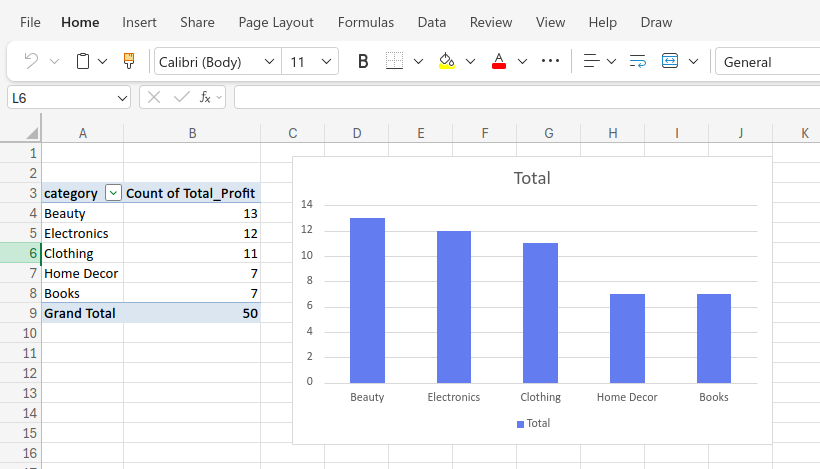 File Home Insert Share Page Layout Formulas Data Review View Help Draw
Calibri (Body) 11 B A General
L6 fx
A B C D E F G H I J K
1
2
3 category Count of Total_Profit
4 Beauty 13
5 Electronics 12
6 Clothing 11
7 Home Decor 7
8 Books 7
9 Grand Total 50
10
11
12
13
14
15
16
Total
14
12
10
8
6
4
2
0
Beauty Electronics Clothing Home Decor Books
Total